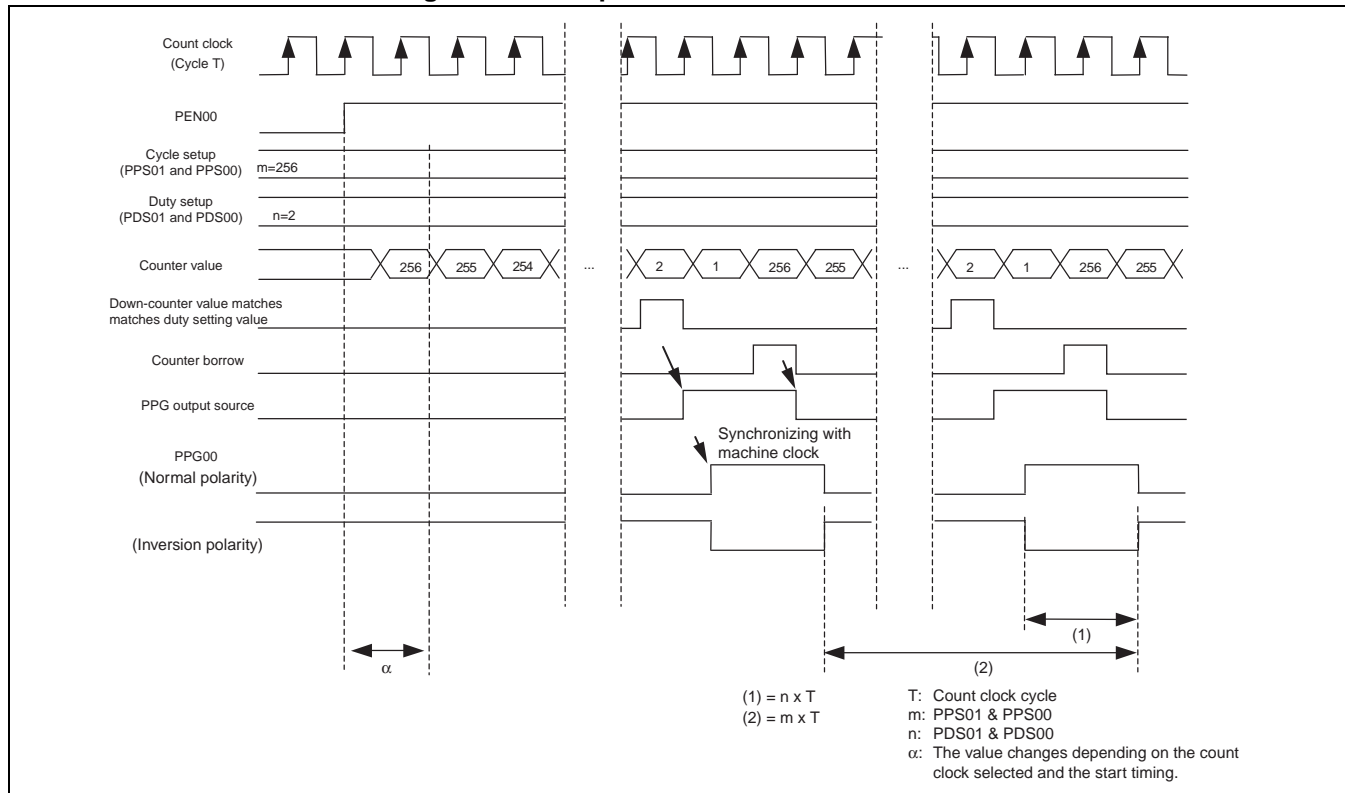 Count clock
(Cycle T)
PEN00
Cycle setup
(PPS01 and PPS00) m=256
Duty setup
(PDS01 and PDS00) n=2
Counter value 256 255 254 ... 2 1 256 255 ... 2 1 256 255
Down-counter value matches
matches duty setting value
Counter borrow
PPG output source
Synchronizing with
machine clock
PPG00
(Normal polarity)
(Inversion polarity)
(1)
α
(2)
(1) = n x T
(2) = m x T
T: Count clock cycle
m: PPS01 & PPS00
n: PDS01 & PDS00
α: The value changes depending on the count
clock selected and the start timing.